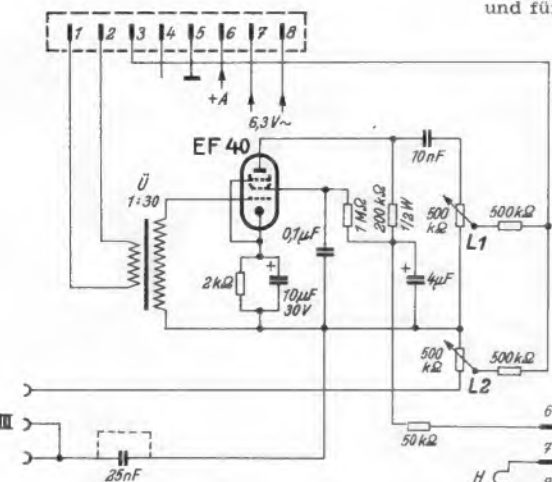 und für
1 2 3 4 5 6 7 8
+A
6,3V~
EF 40
10nF
Ü
1:30
0,1µF
1MΩ
200kΩ
1/2W
500
kΩ
L1
500kΩ
2kΩ
+
10µF
30V
+
4µF
500
kΩ
L2
500kΩ
III
50kΩ
6
7
H
25nF